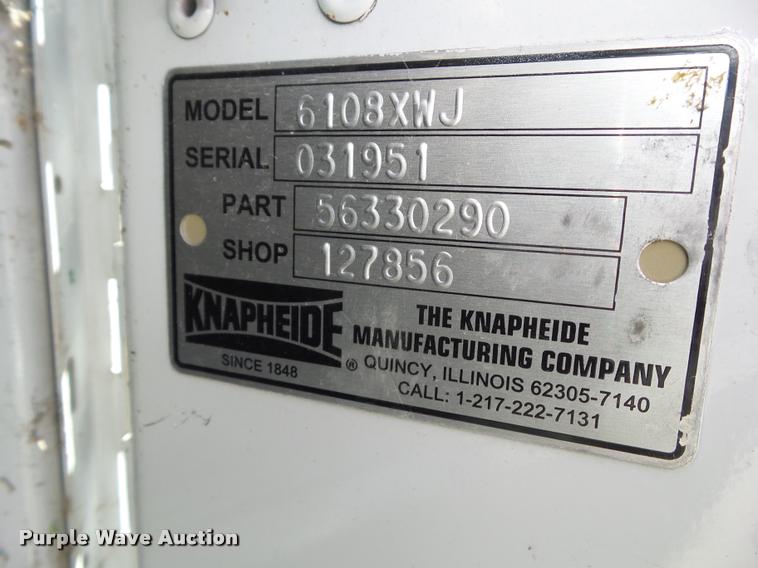 MODEL 6108XWJ
SERIAL 031951
PART 56330290
SHOP 127856
KNAPHEIDE ®
SINCE 1848
THE KNAPHEIDE
MANUFACTURING COMPANY
QUINCY, ILLINOIS 62305-7140
CALL: 1-217-222-7131
Purple Wave Auction